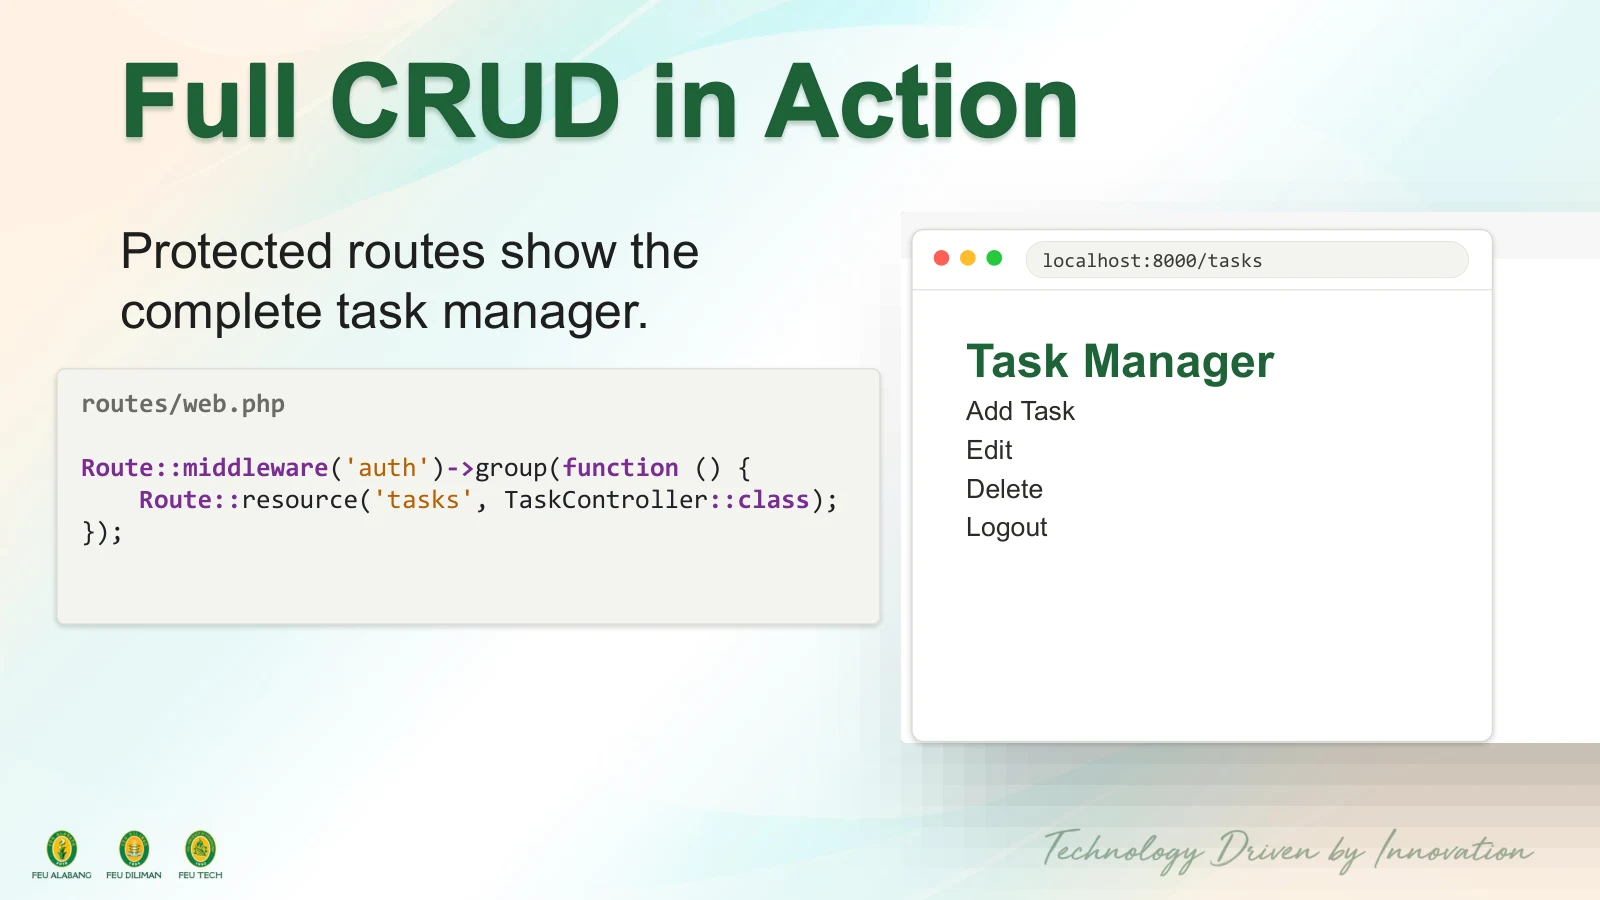 Full CRUD in Action
Protected routes show the
complete task manager.
routes/web.php
Route::middleware('auth')->group(function () {
    Route::resource('tasks', TaskController::class);
});
localhost:8000/tasks
Task Manager
Add Task
Edit
Delete
Logout
FEU ALABANG
FEU DILIMAN
FEU TECH
Technology Driven by Innovation